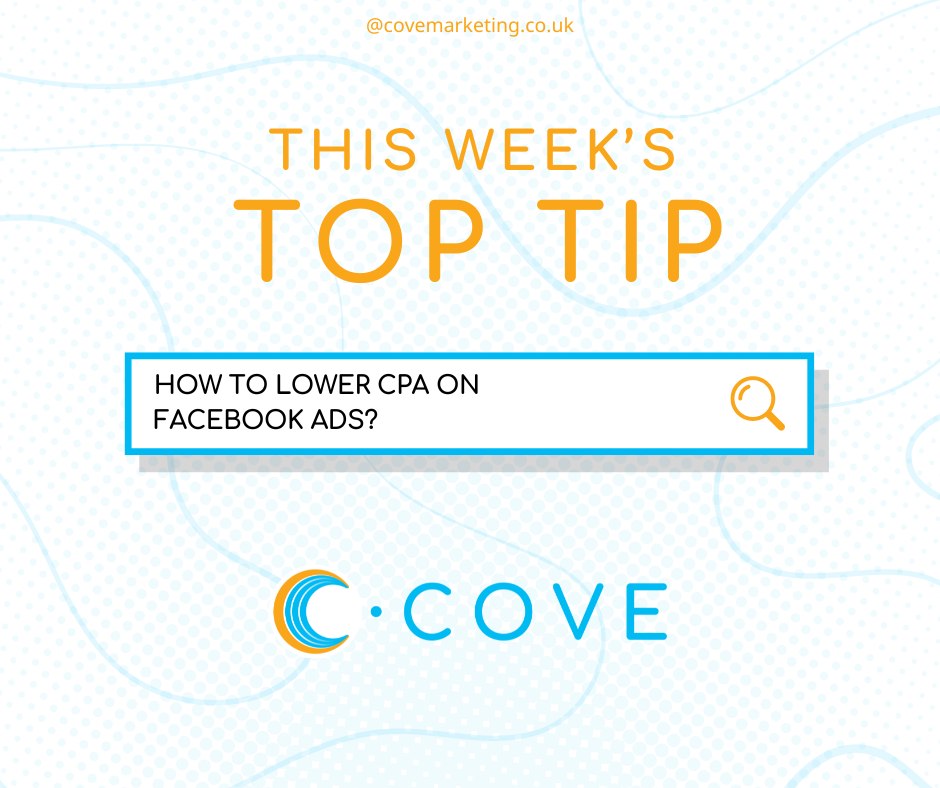 @covemarketing.co.uk
THIS WEEK’S
TOP TIP
HOW TO LOWER CPA ON
FACEBOOK ADS?
COVE